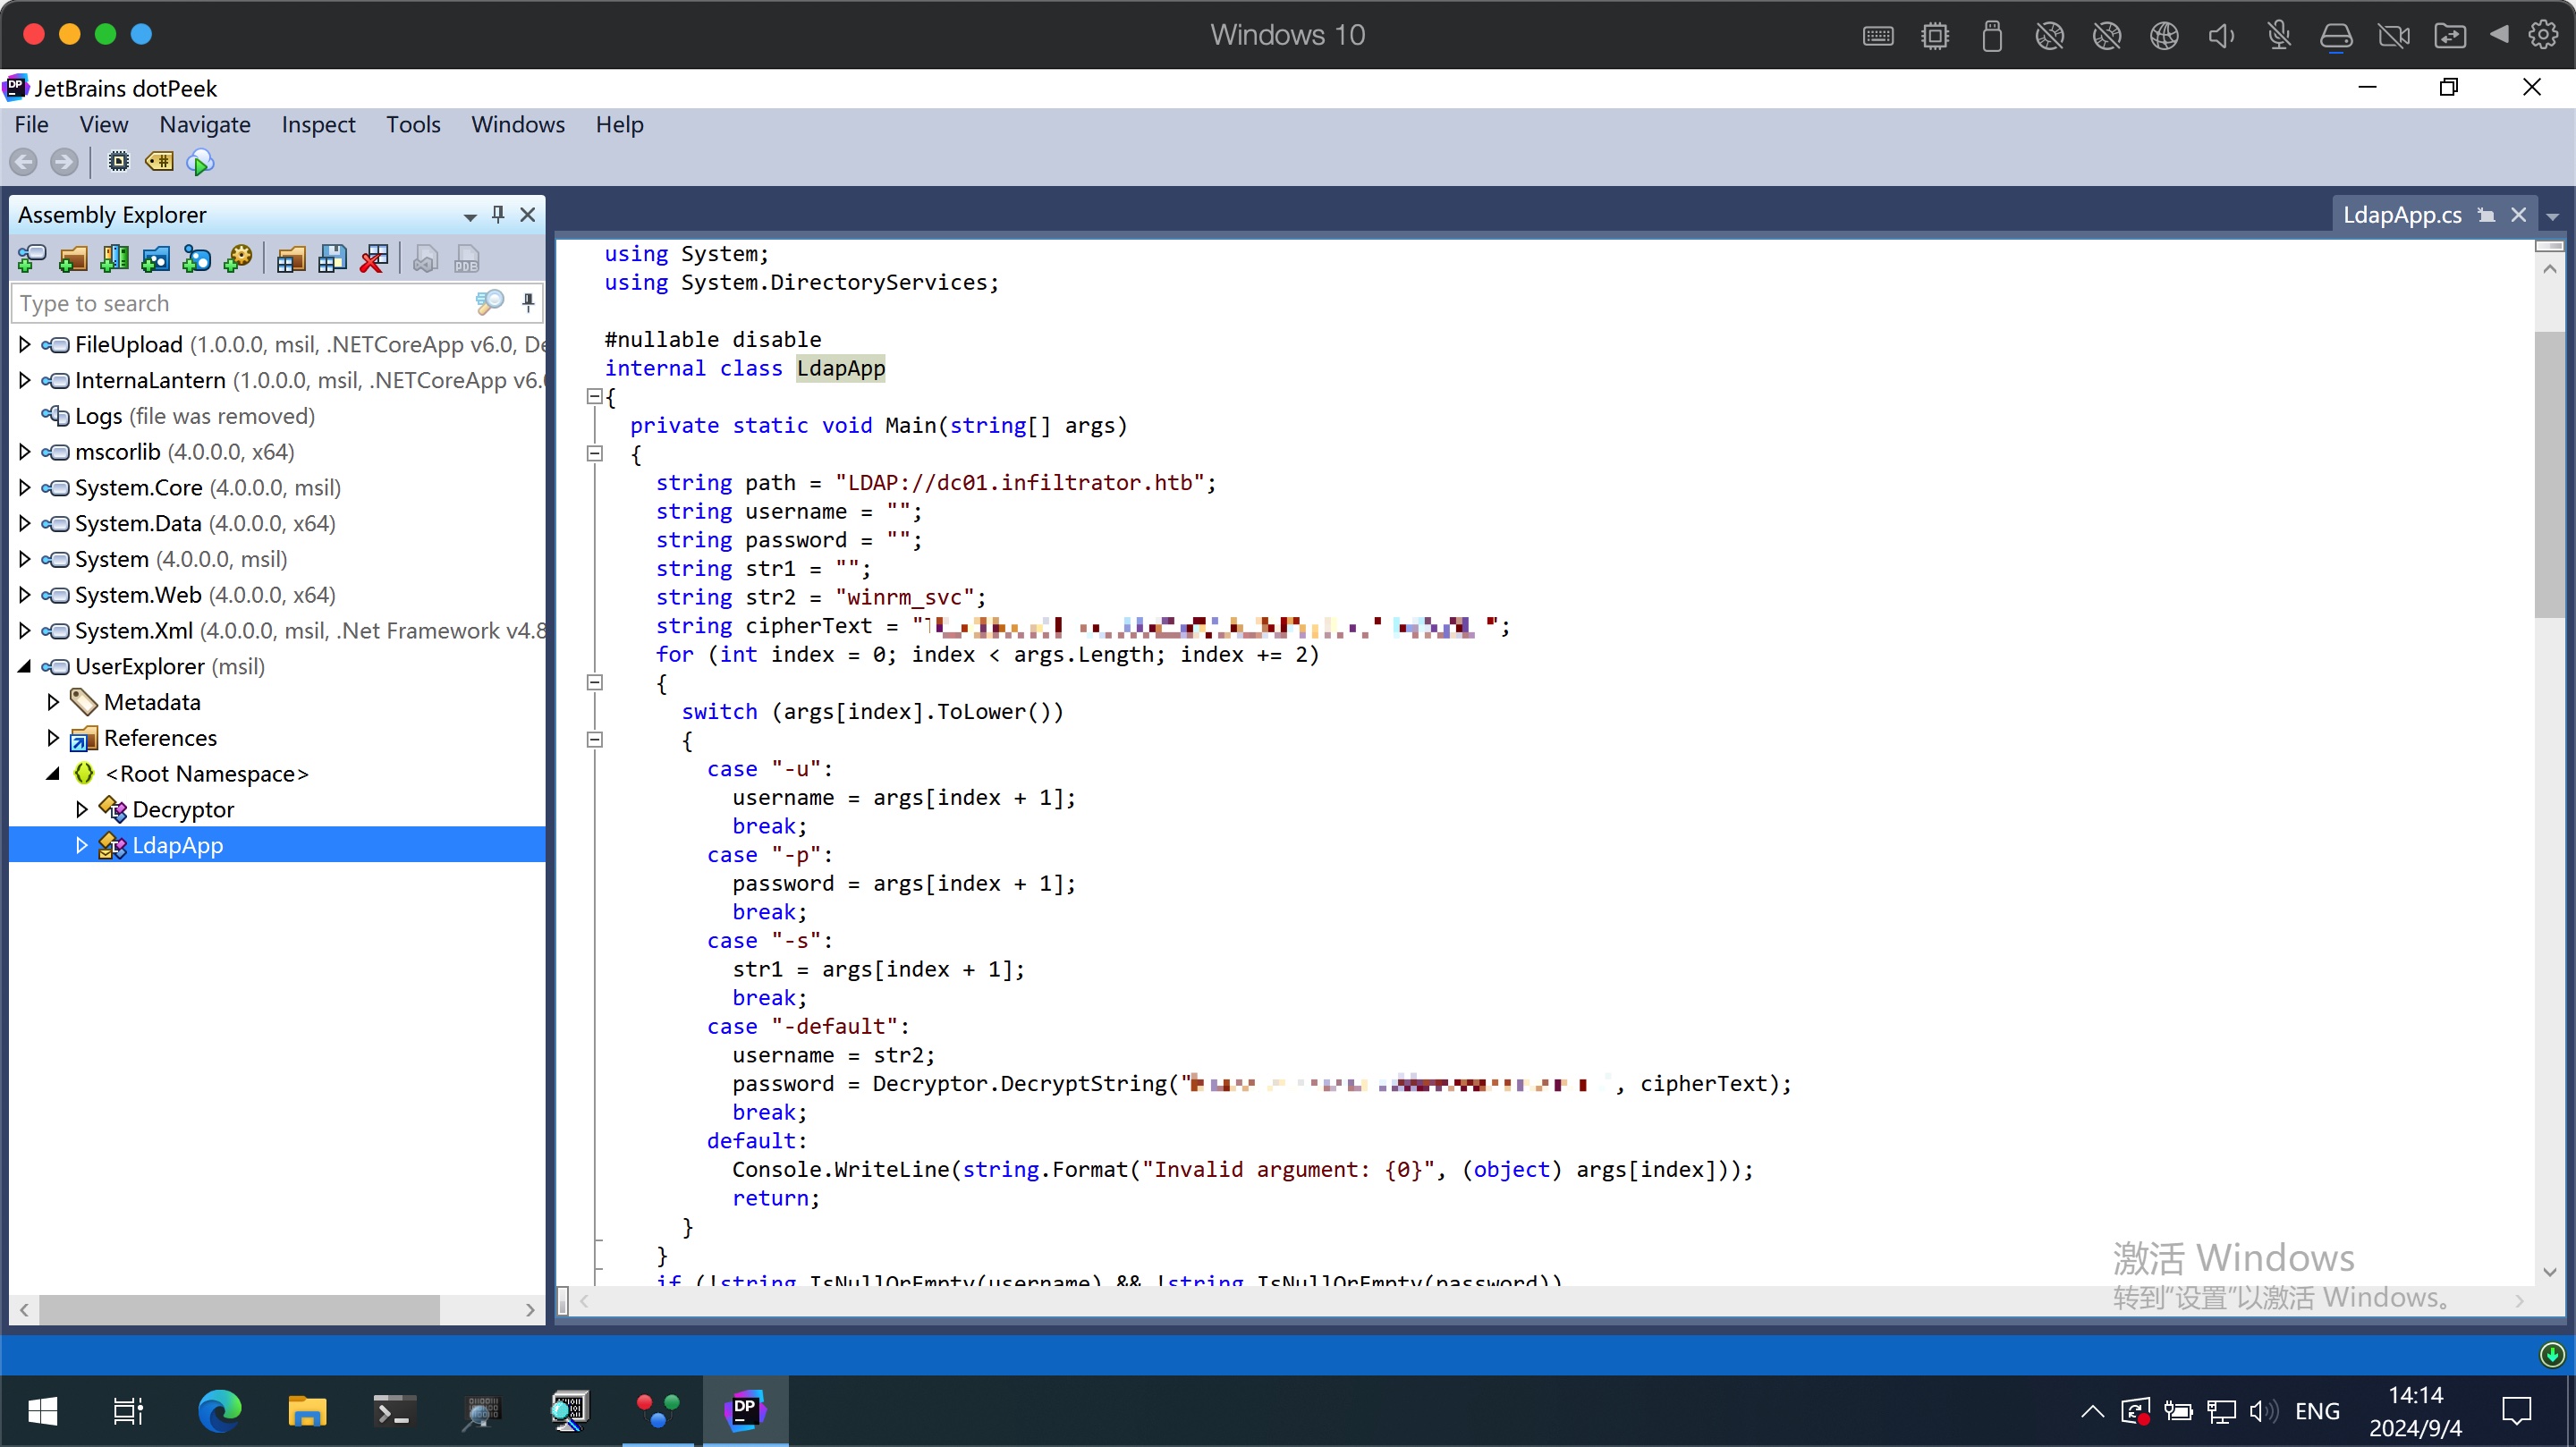 Windows 10
JetBrains dotPeek
File View Navigate Inspect Tools Windows Help
Assembly Explorer
Type to search
FileUpload (1.0.0.0, msil, .NETCoreApp v6.0, De
InternaLantern (1.0.0.0, msil, .NETCoreApp v6.
Logs (file was removed)
mscorlib (4.0.0.0, x64)
System.Core (4.0.0.0, msil)
System.Data (4.0.0.0, x64)
System (4.0.0.0, msil)
System.Web (4.0.0.0, x64)
System.Xml (4.0.0.0, msil, .Net Framework v4.8
UserExplorer (msil)
Metadata
References
<Root Namespace>
Decryptor
LdapApp
LdapApp.cs
using System;
using System.DirectoryServices;
#nullable disable
internal class LdapApp
{
private static void Main(string[] args)
{
string path = "LDAP://dc01.infiltrator.htb";
string username = "";
string password = "";
string str1 = "";
string str2 = "winrm_svc";
string cipherText = " ";
for (int index = 0; index < args.Length; index += 2)
{
switch (args[index].ToLower())
{
case "-u":
username = args[index + 1];
break;
case "-p":
password = args[index + 1];
break;
case "-s":
str1 = args[index + 1];
break;
case "-default":
username = str2;
password = Decryptor.DecryptString(" , cipherText);
break;
default:
Console.WriteLine(string.Format("Invalid argument: {0}", (object) args[index]));
return;
}
}
if (!string.IsNullOrEmpty(username) && !string.IsNullOrEmpty(password))
激活 Windows
转到"设置"以激活 Windows。
DP
ENG
14:14
2024/9/4